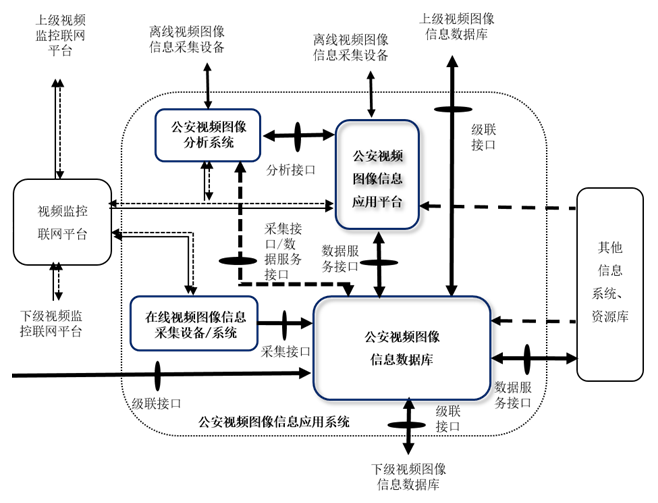 上级视频
监控联网
平台
离线视频图像
信息采集设备
离线视频图像
信息采集设备
上级视频图像
信息数据库
公安视频图像
分析系统
公安视频
图像信息
应用平台
级联
接口
分析接口
视频监控
联网平台
采集接
口/数
据服务
接口
数据服
务接口
其他
信息
系统、
资源库
下级视频监
控联网平台
在线视频图像信息
采集设备/系统
采集接口
公安视频图像
信息数据库
数据服
务接口
级联接口
级联
接口
公安视频图像信息应用系统
下级视频图像
信息数据库